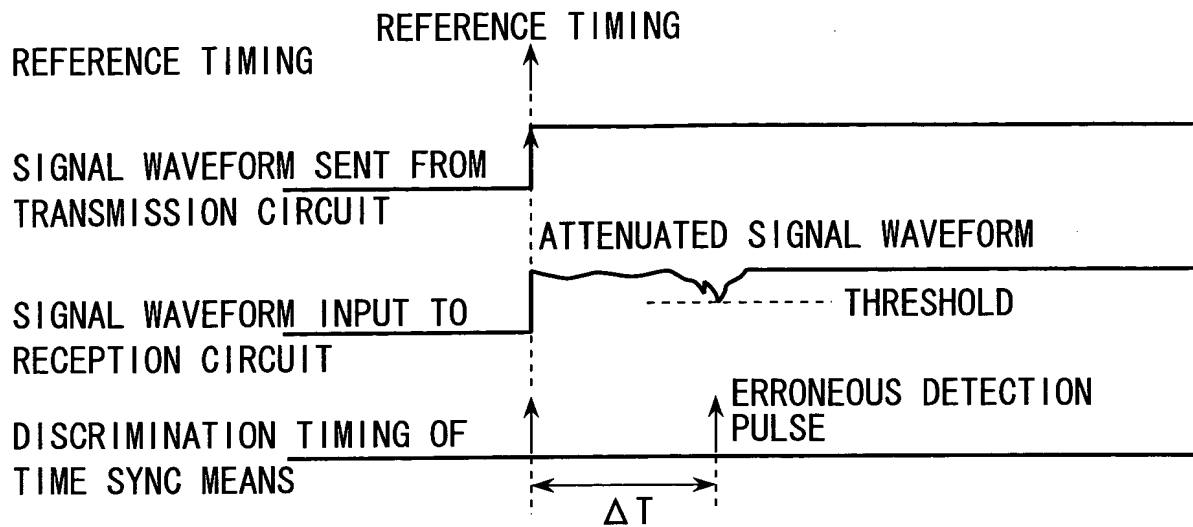 REFERENCE TIMING
REFERENCE TIMING
SIGNAL WAVEFORM SENT FROM
TRANSMISSION CIRCUIT
ATTENUATED SIGNAL WAVEFORM
THRESHOLD
SIGNAL WAVEFORM INPUT TO
RECEPTION CIRCUIT
ERRONEOUS DETECTION
PULSE
DISCRIMINATION TIMING OF
TIME SYNC MEANS
ΔT